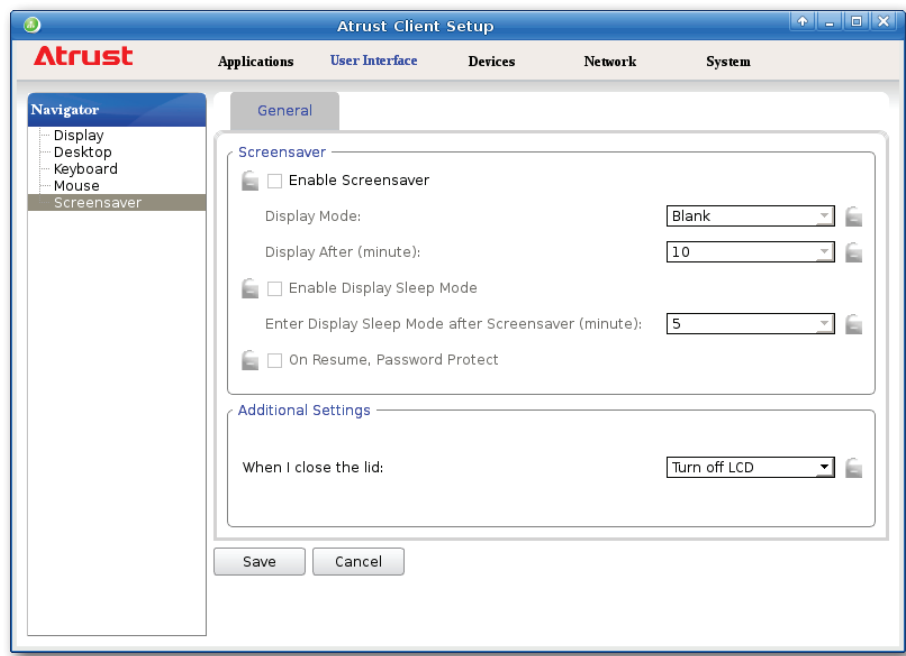 Atrust Client Setup
Atrust
Applications User Interface Devices Network System
Navigator
Display
Desktop
Keyboard
Mouse
Screensaver
General
Screensaver
Enable Screensaver
Display Mode: Blank
Display After (minute): 10
Enable Display Sleep Mode
Enter Display Sleep Mode after Screensaver (minute): 5
On Resume, Password Protect
Additional Settings
When I close the lid: Turn off LCD
Save Cancel